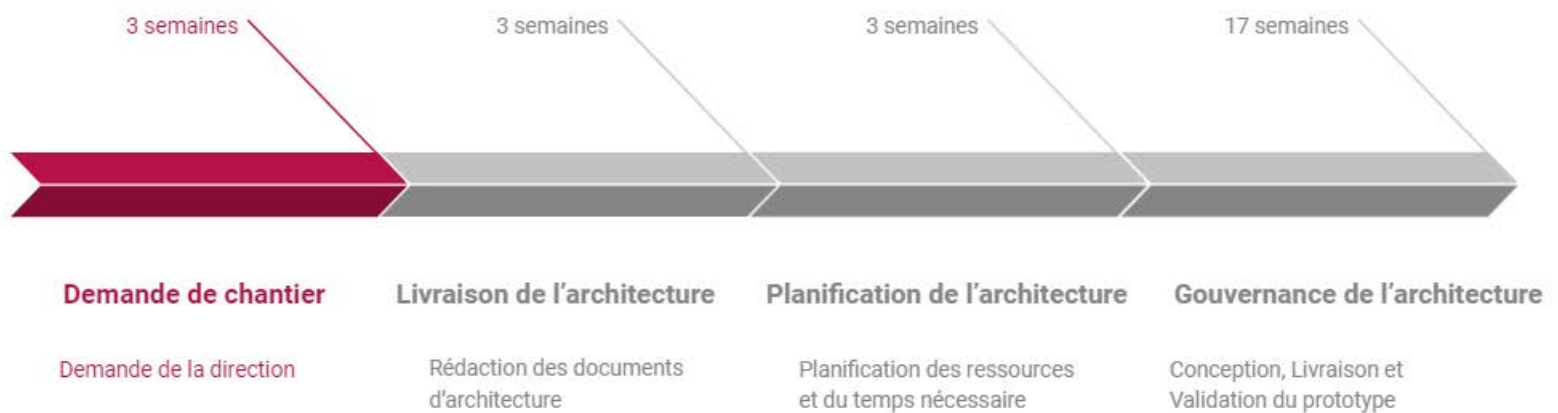 3 semaines
3 semaines
3 semaines
17 semaines
Demande de chantier
Livraison de l’architecture
Planification de l’architecture
Gouvernance de l’architecture
Demande de la direction
Rédaction des documents
d’architecture
Planification des ressources
et du temps nécessaire
Conception, Livraison et
Validation du prototype